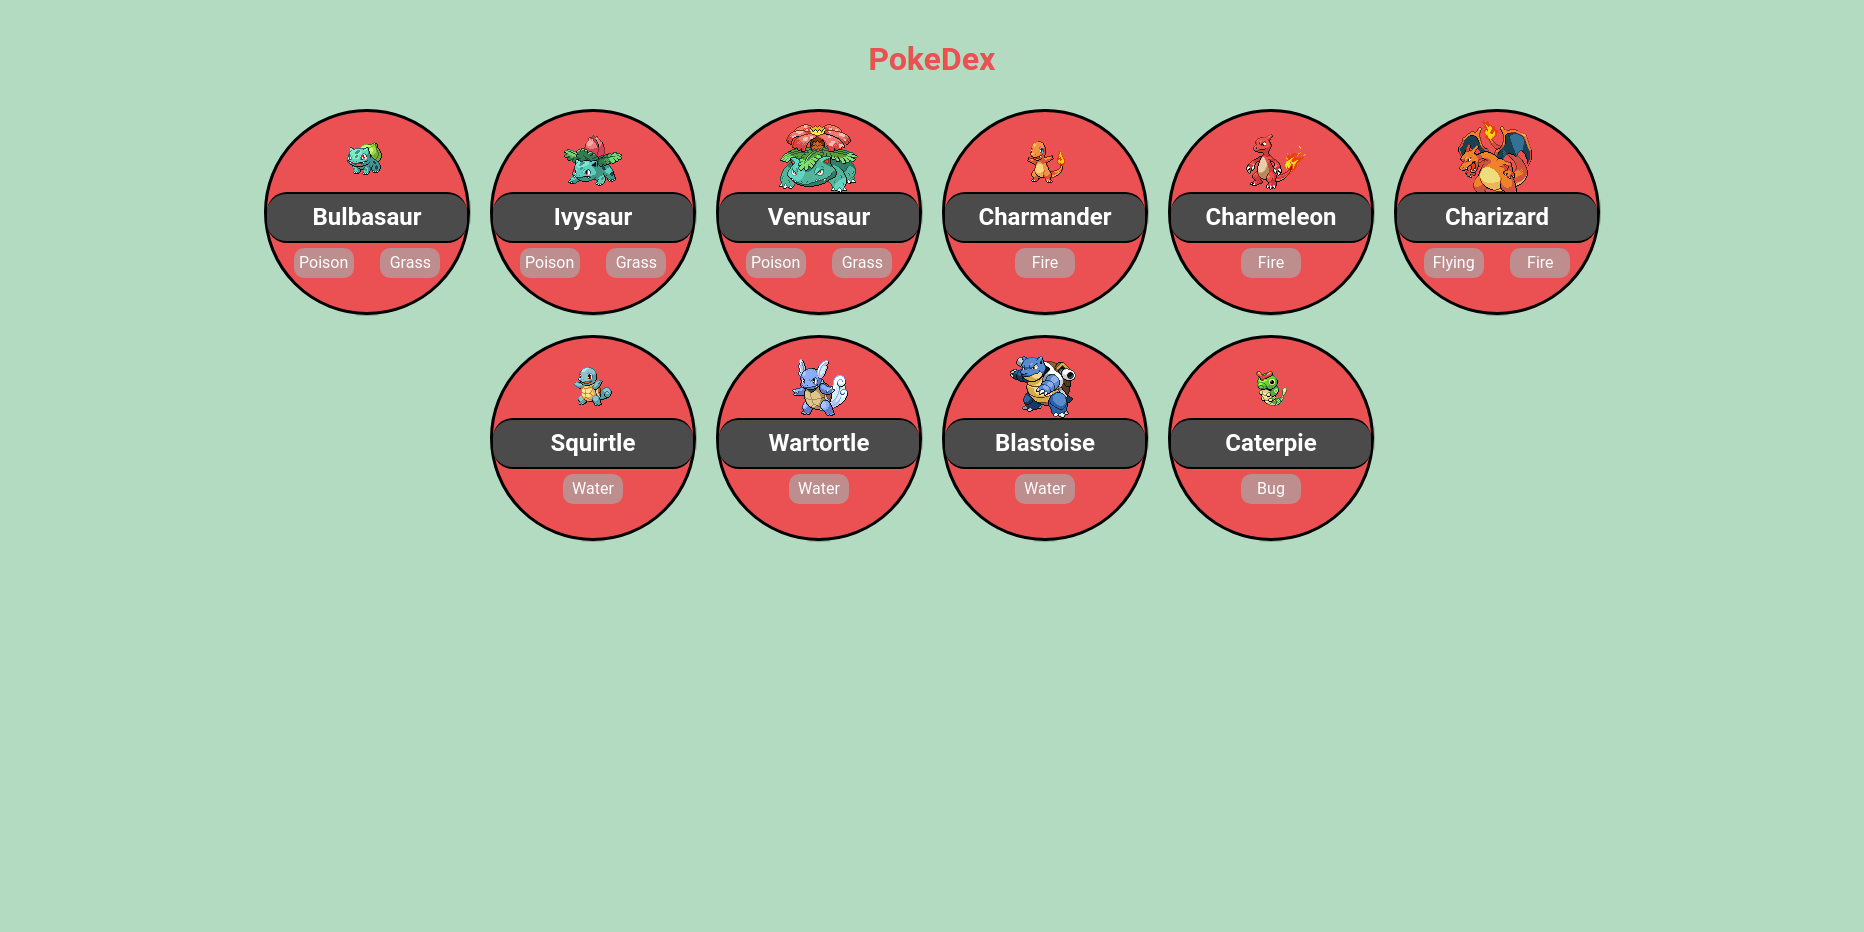 PokeDex
Bulbasaur
Poison Grass
Ivysaur
Poison Grass
Venusaur
Poison Grass
Charmander
Fire
Charmeleon
Fire
Charizard
Flying Fire
Squirtle
Water
Wartortle
Water
Blastoise
Water
Caterpie
Bug